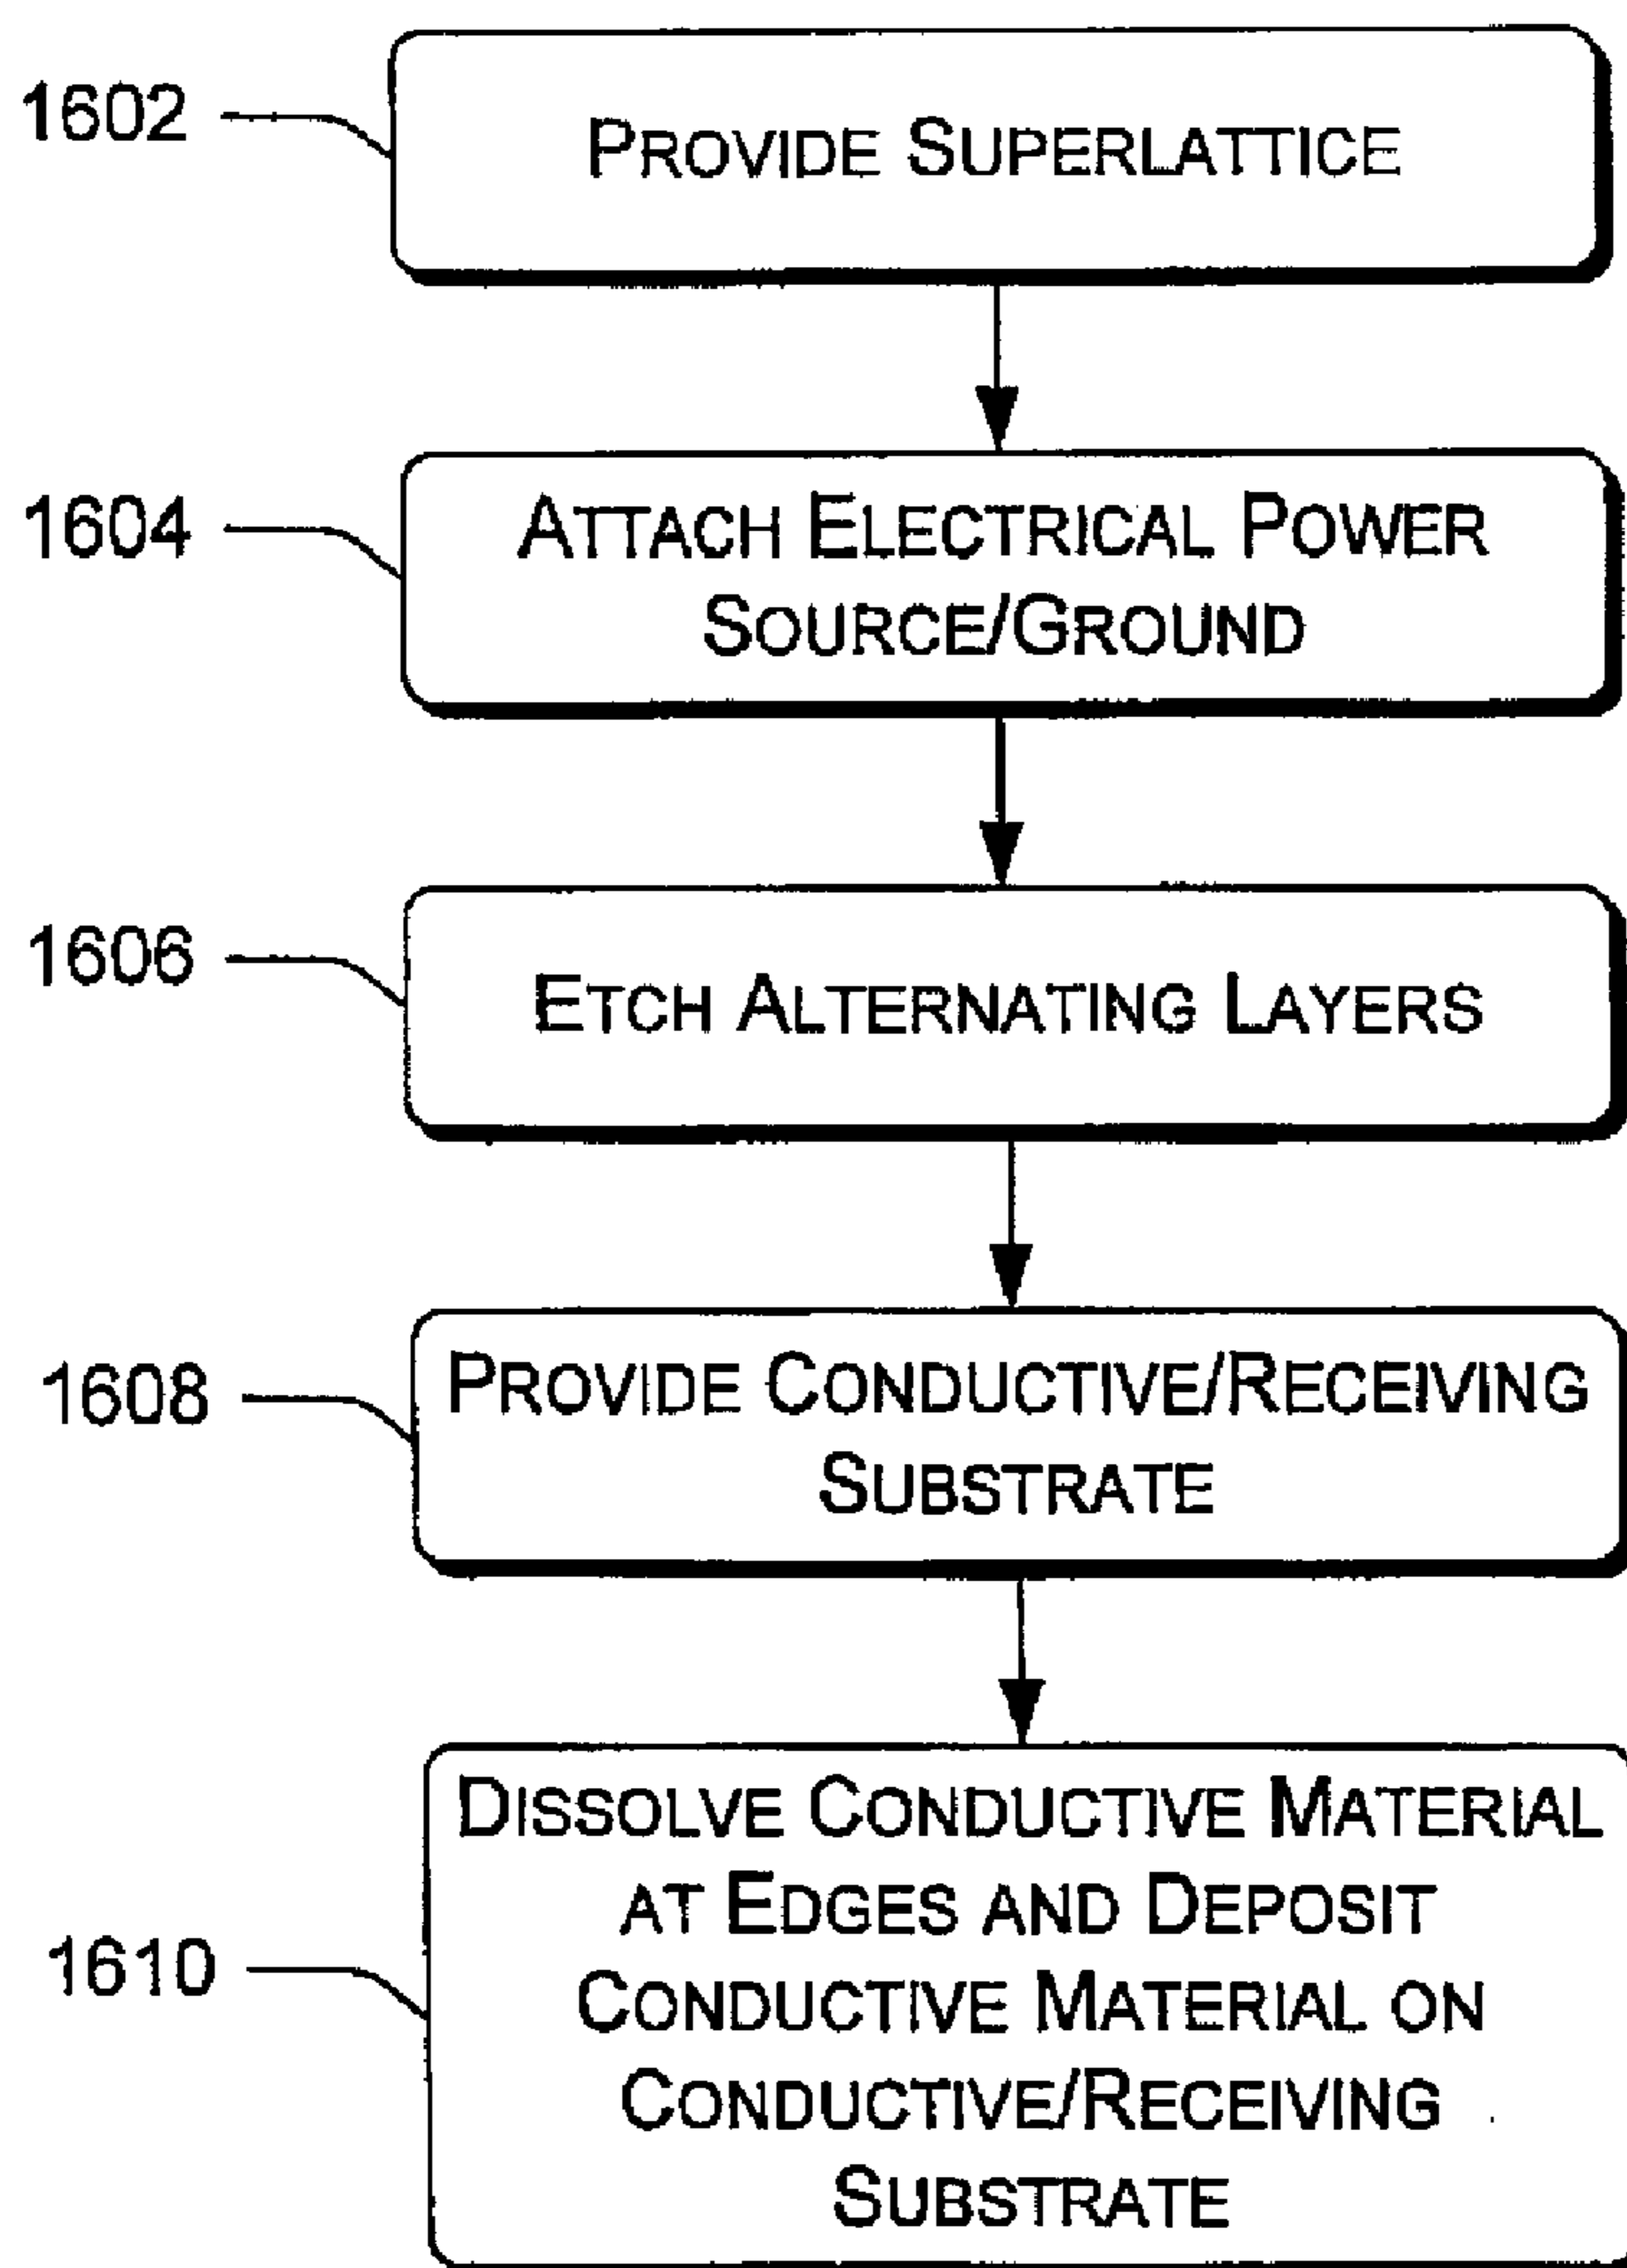 1602
PROVIDE SUPERLATTICE
1604
ATTACH ELECTRICAL POWER
SOURCE/GROUND
1606
ETCH ALTERNATING LAYERS
1608
PROVIDE CONDUCTIVE/RECEIVING
SUBSTRATE
1610
DISSOLVE CONDUCTIVE MATERIAL
AT EDGES AND DEPOSIT
CONDUCTIVE MATERIAL ON
CONDUCTIVE/RECEIVING
SUBSTRATE